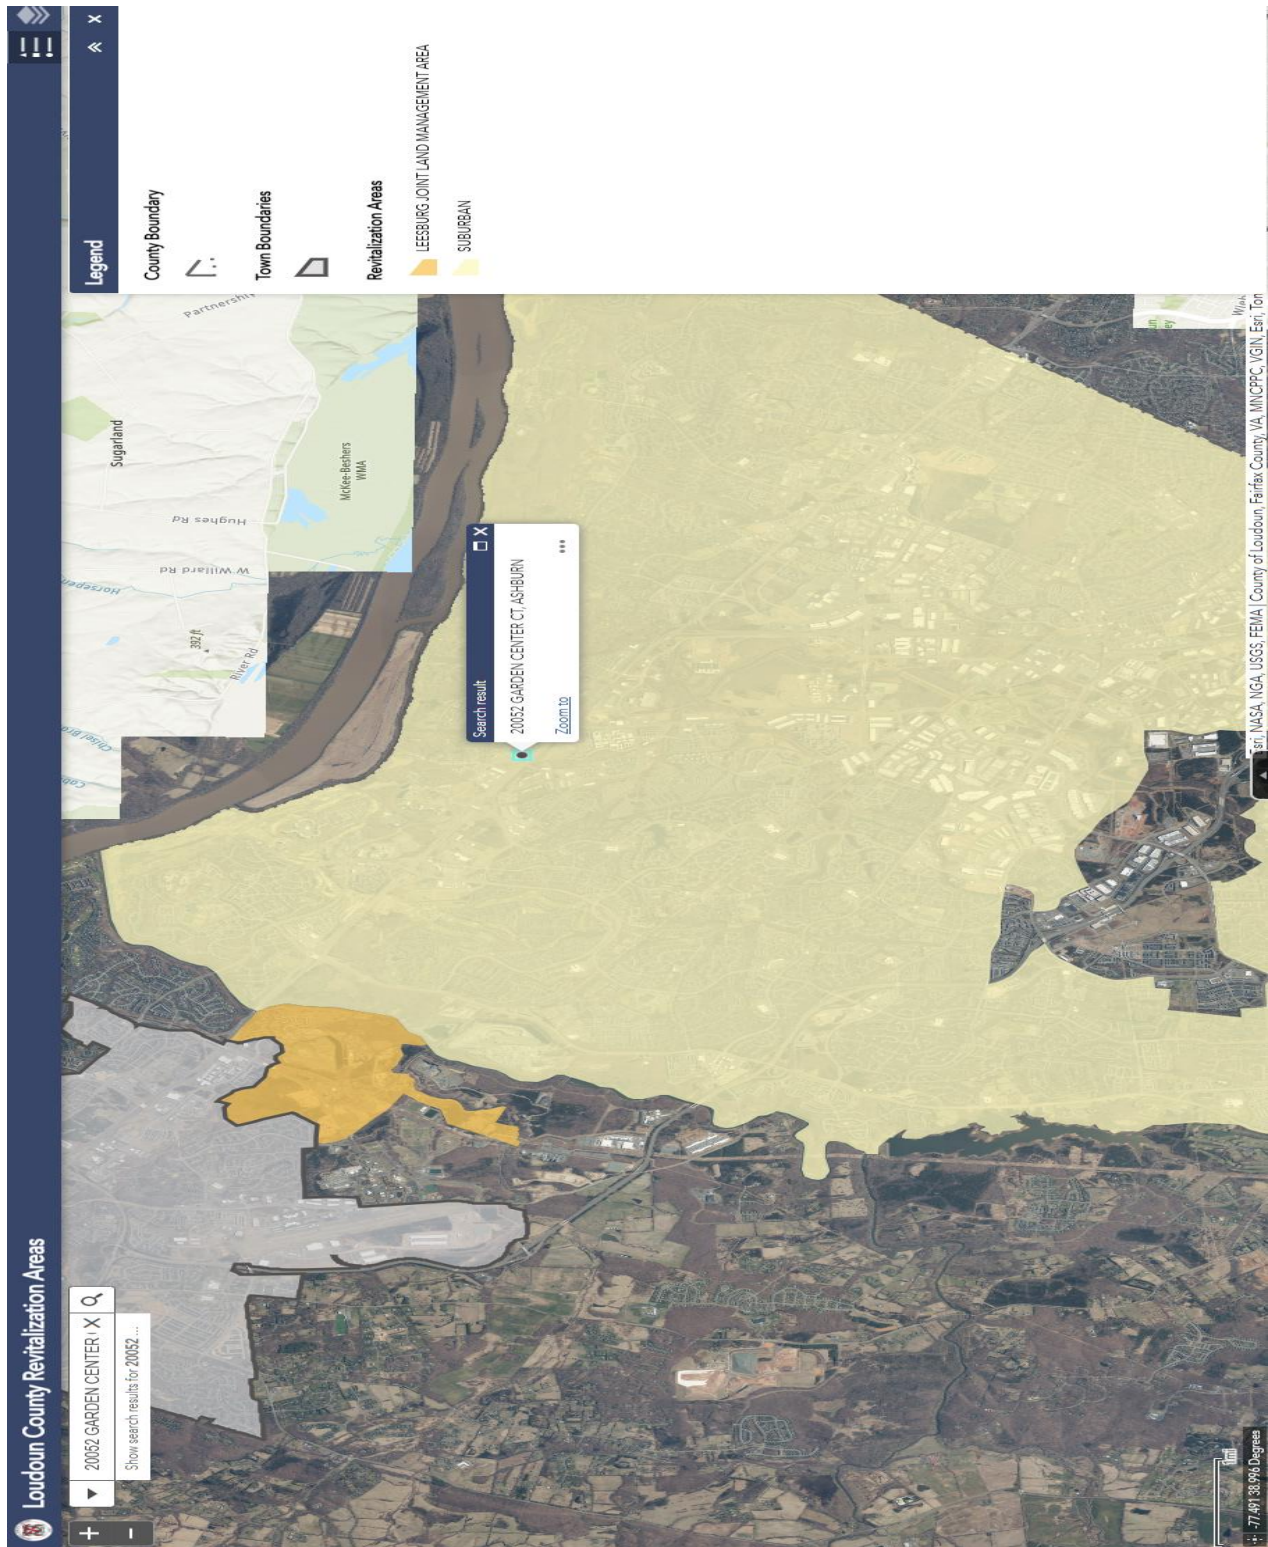 Loudoun County Revitalization Areas
20052 GARDEN CENTER
Show search results for 20052 ...
Legend
County Boundary
Town Boundaries
Revitalization Areas
LEESBURG JOINT LAND MANAGEMENT AREA
SUBURBAN
Sugarland
Partnership
Hughes Rd
W Willard Rd
Horsepen
392 ft
River Rd
McKee-Beshers
WMA
Search result
20052 GARDEN CENTER CT, ASHBURN
Zoom to
1mi
-77.491 38.996 Degrees
Esri, NASA, NGA, USGS, FEMA | County of Loudoun, Fairfax County, VA, MNCPPC, VGIN, Esri, Tom